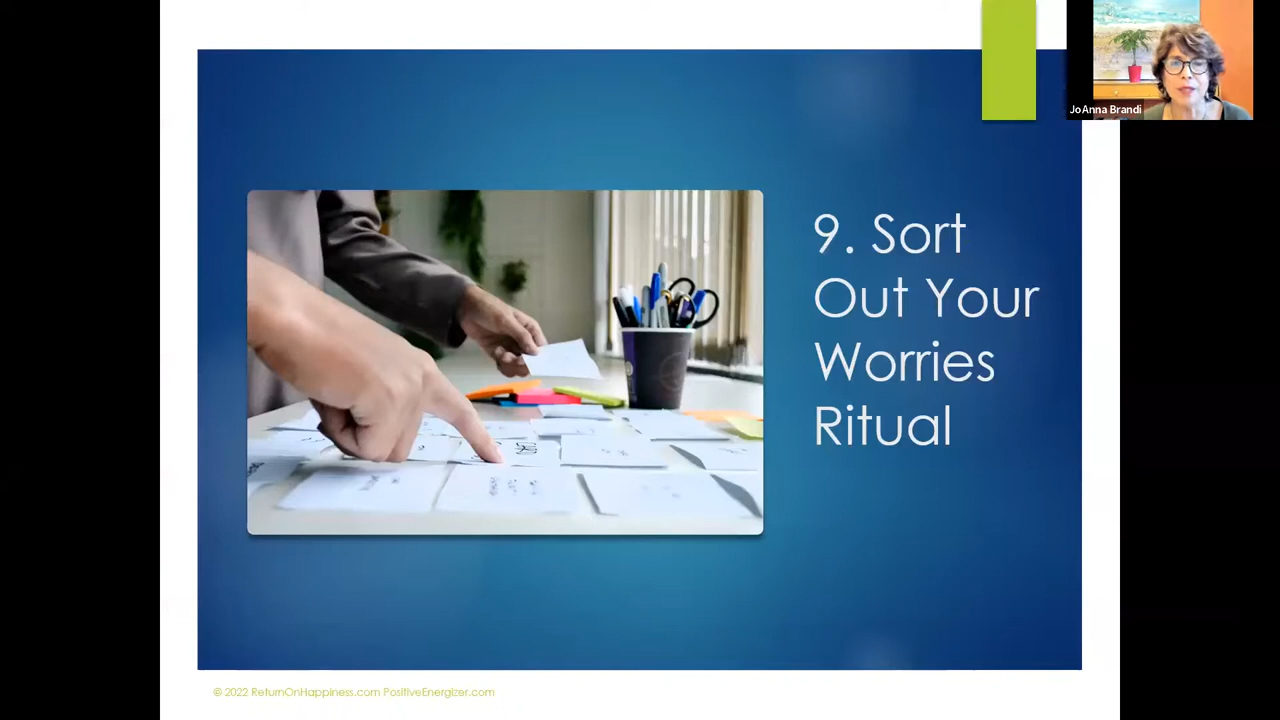 JoAnna Brandi
9. Sort
Out Your
Worries
Ritual
© 2022 ReturnOnHappiness.com PositiveEnergizer.com